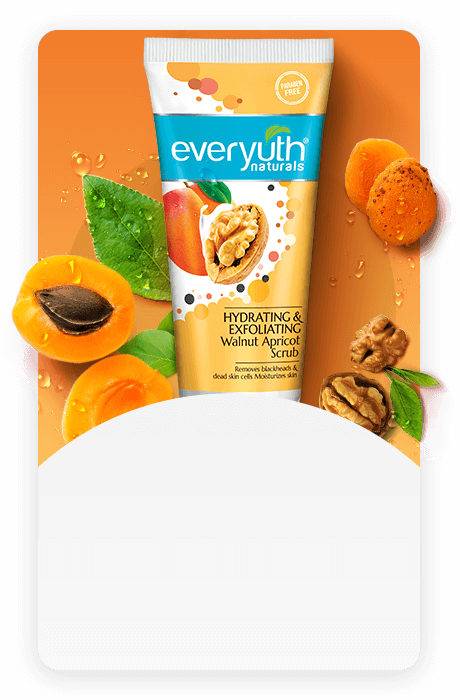 PARABEN
FREE
everyuth®
naturals
HYDRATING &
EXFOLIATING
Walnut Apricot
Scrub
Removes blackheads &
dead skin cells Moisturizes skin